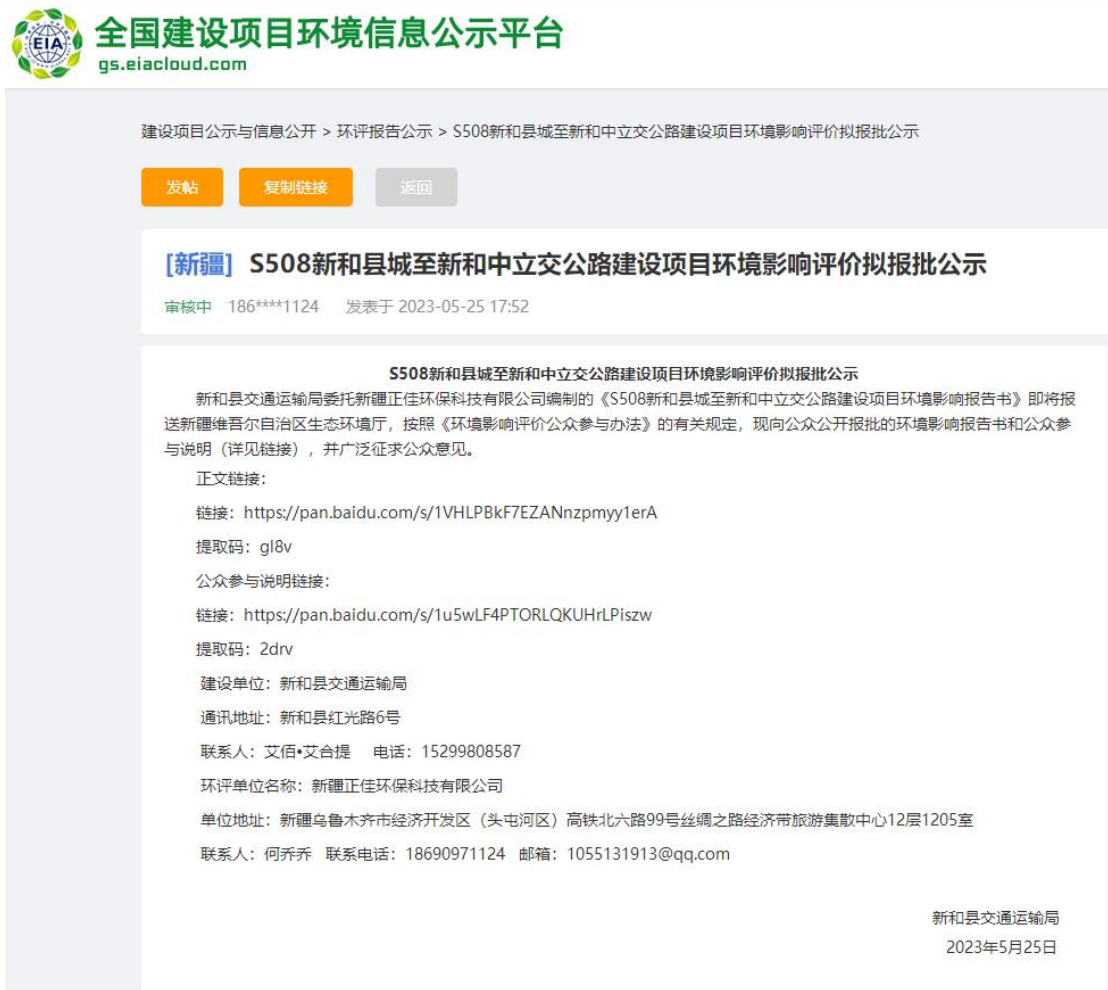 EIA
全国建设项目环境信息公示平台
gs.eiacloud.com
建设项目公示与信息公开 > 环评报告公示 > S508新和县城至新和中立交公路建设项目环境影响评价拟报批公示
发帖 复制链接 返回
[新疆] S508新和县城至新和中立交公路建设项目环境影响评价拟报批公示
审核中 186****1124 发表于 2023-05-25 17:52
S508新和县城至新和中立交公路建设项目环境影响评价拟报批公示
新和县交通运输局委托新疆正佳环保科技有限公司编制的《S508新和县城至新和中立交公路建设项目环境影响报告书》即将报
送新疆维吾尔自治区生态环境厅，按照《环境影响评价公众参与办法》的有关规定，现向公众公开报批的环境影响报告书和公众参
与说明（详见链接），并广泛征求公众意见。
正文链接：
链接：https://pan.baidu.com/s/1VHLPBkF7EZANnzpmyy1erA
提取码：gl8v
公众参与说明链接：
链接：https://pan.baidu.com/s/1u5wLF4PTORLQKUHrLPiszw
提取码：2drv
建设单位：新和县交通运输局
通讯地址：新和县红光路6号
联系人：艾佰•艾合提 电话：15299808587
环评单位名称：新疆正佳环保科技有限公司
单位地址：新疆乌鲁木齐市经济开发区（头屯河区）高铁北六路99号丝绸之路经济带旅游集散中心12层1205室
联系人：何乔乔 联系电话：18690971124 邮箱：1055131913@qq.com
新和县交通运输局
2023年5月25日